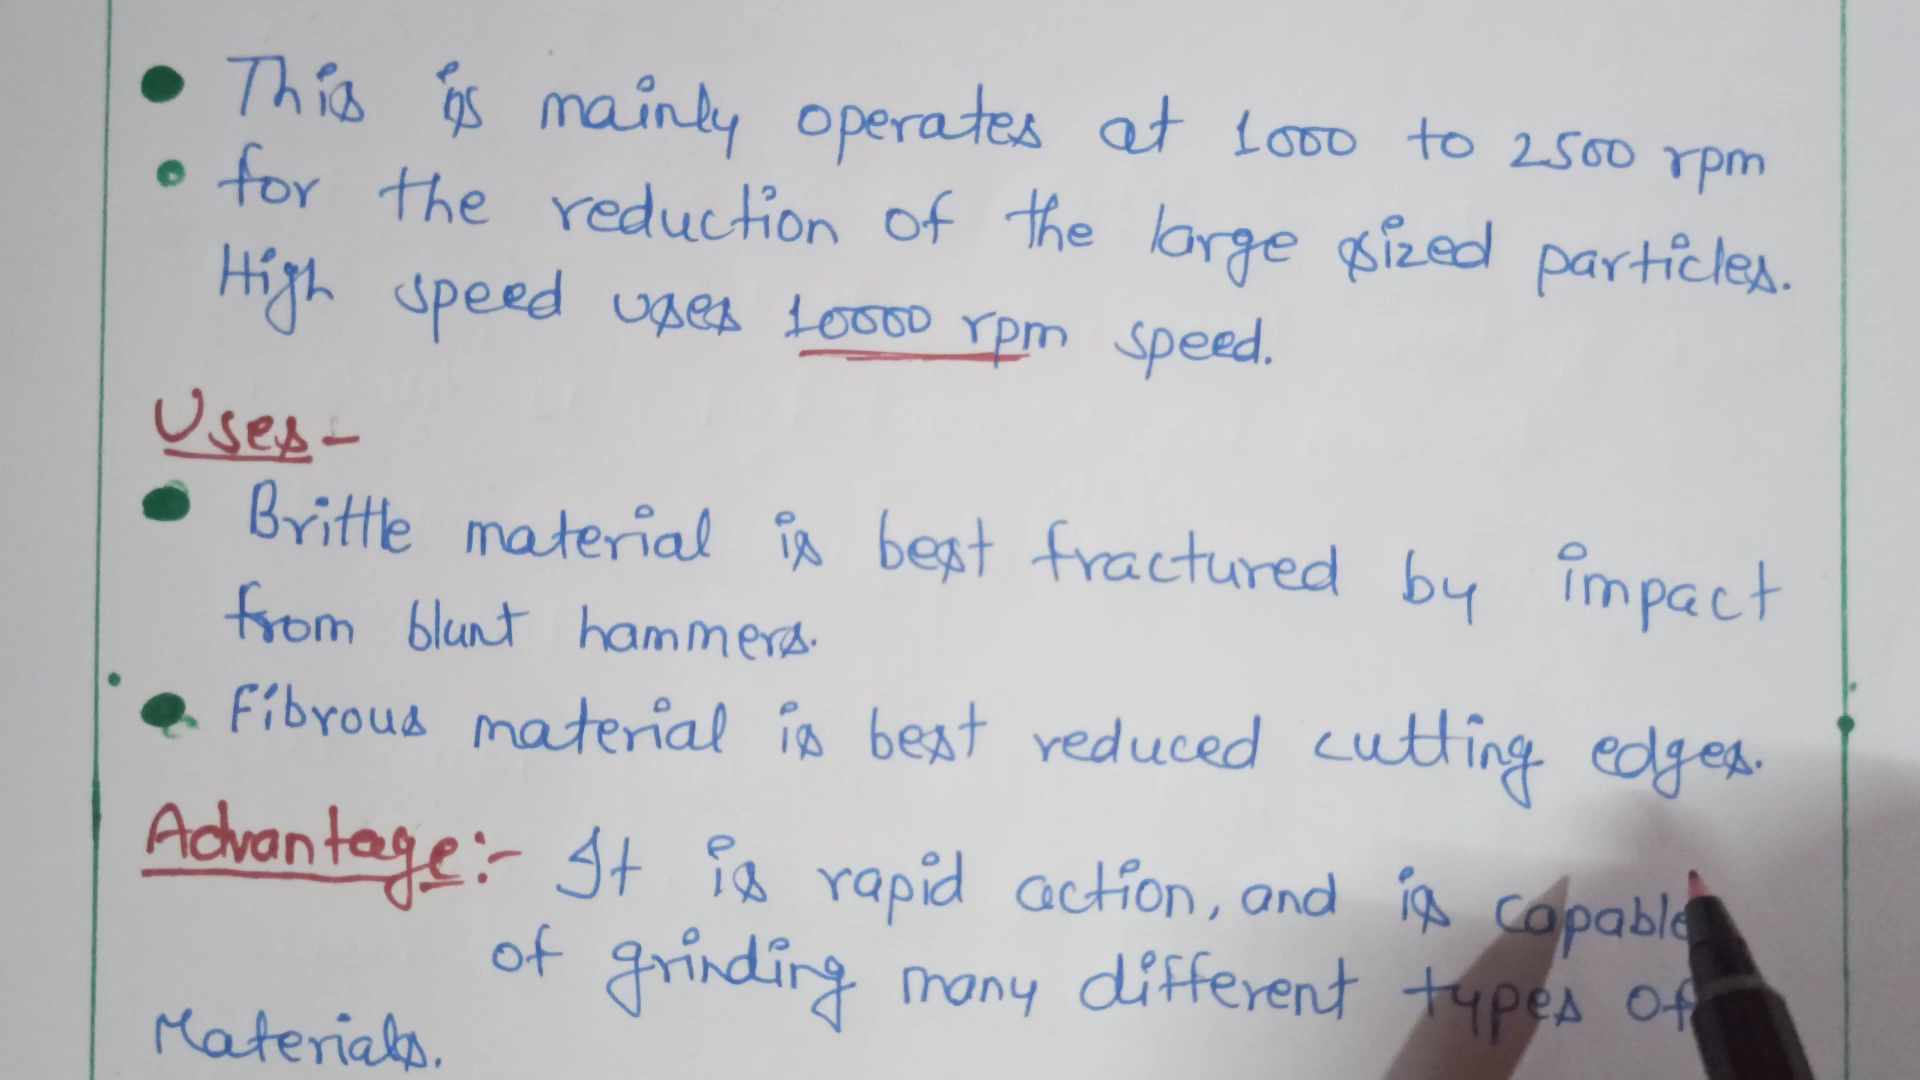 This is mainly operates at 1000 to 2500 rpm
for the reduction of the large sized particles.
High speed uses 10000 rpm speed.
Uses-
Brittle material is best fractured by impact
from blunt hammers.
Fibrous material is best reduced cutting edges.
Advantage:- It is rapid action, and is capable
of grinding many different types of
Materials.